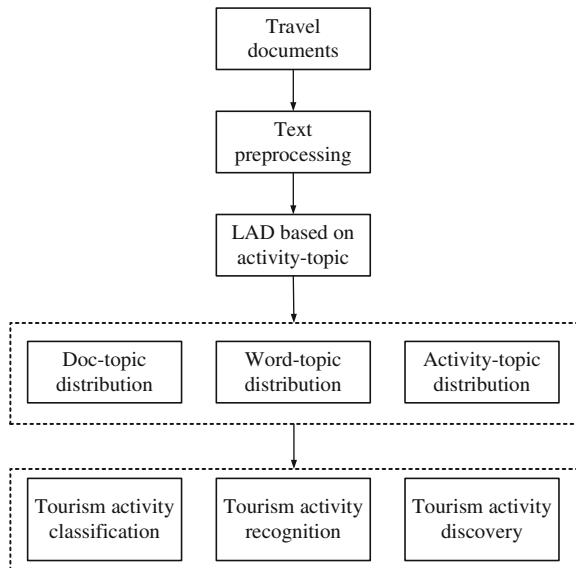 Travel
documents
Text
preprocessing
LAD based on
activity-topic
Doc-topic
distribution
Word-topic
distribution
Activity-topic
distribution
Tourism activity
classification
Tourism activity
recognition
Tourism activity
discovery